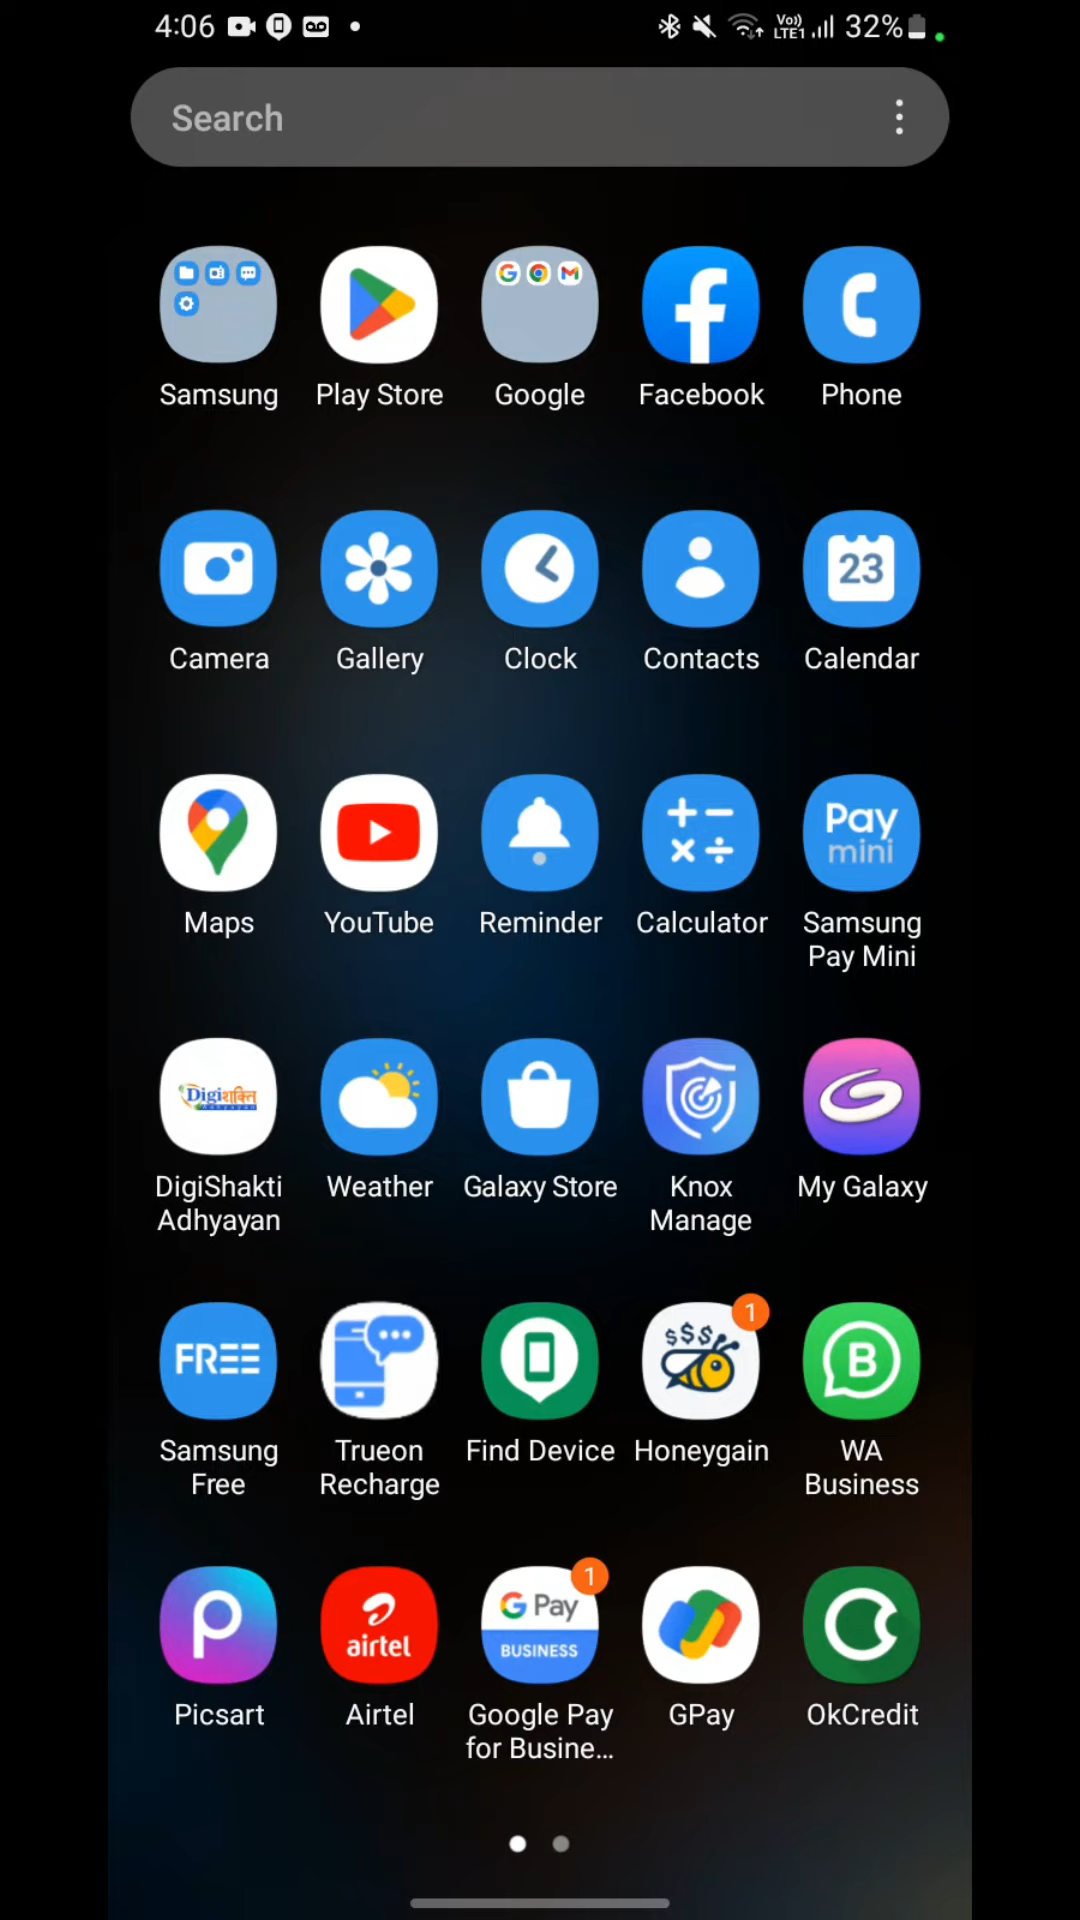 4:06 Vo)) LTE1 32%
Search
Samsung Play Store Google Facebook Phone
23
Camera Gallery Clock Contacts Calendar
Pay
mini
Maps YouTube Reminder Calculator Samsung
Pay Mini
Digiशक्ति
DigiShakti Weather Galaxy Store Knox My Galaxy
Adhyayan Manage
1
$$$
FREE B
Samsung Trueon Find Device Honeygain WA
Free Recharge Business
1
G Pay
airtel BUSINESS
Picsart Airtel Google Pay GPay OkCredit
for Busine...